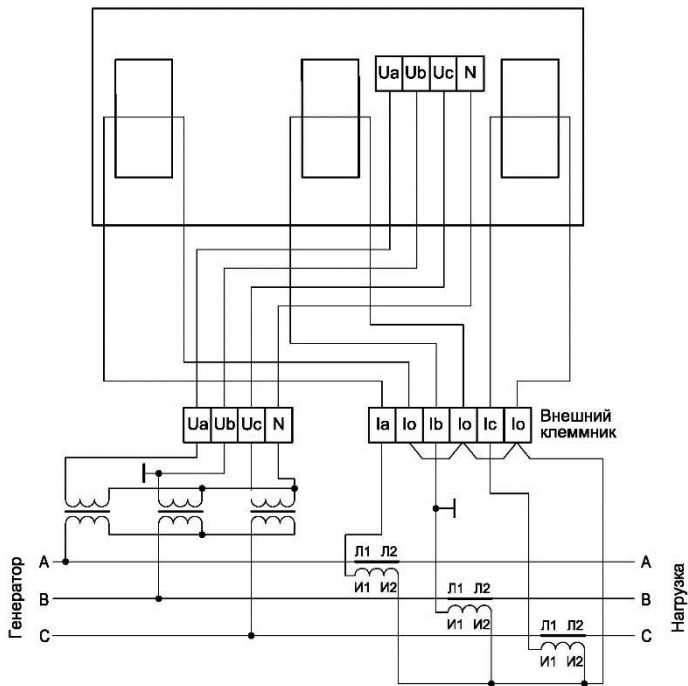 Ua Ub Uc N
Ua Ub Uc N
Ia Io Ib Io Ic Io
Внешний
клеммник
Генератор
A
B
C
Л1 Л2
И1 И2
Л1 Л2
И1 И2
Л1 Л2
И1 И2
A
B
C
Нагрузка